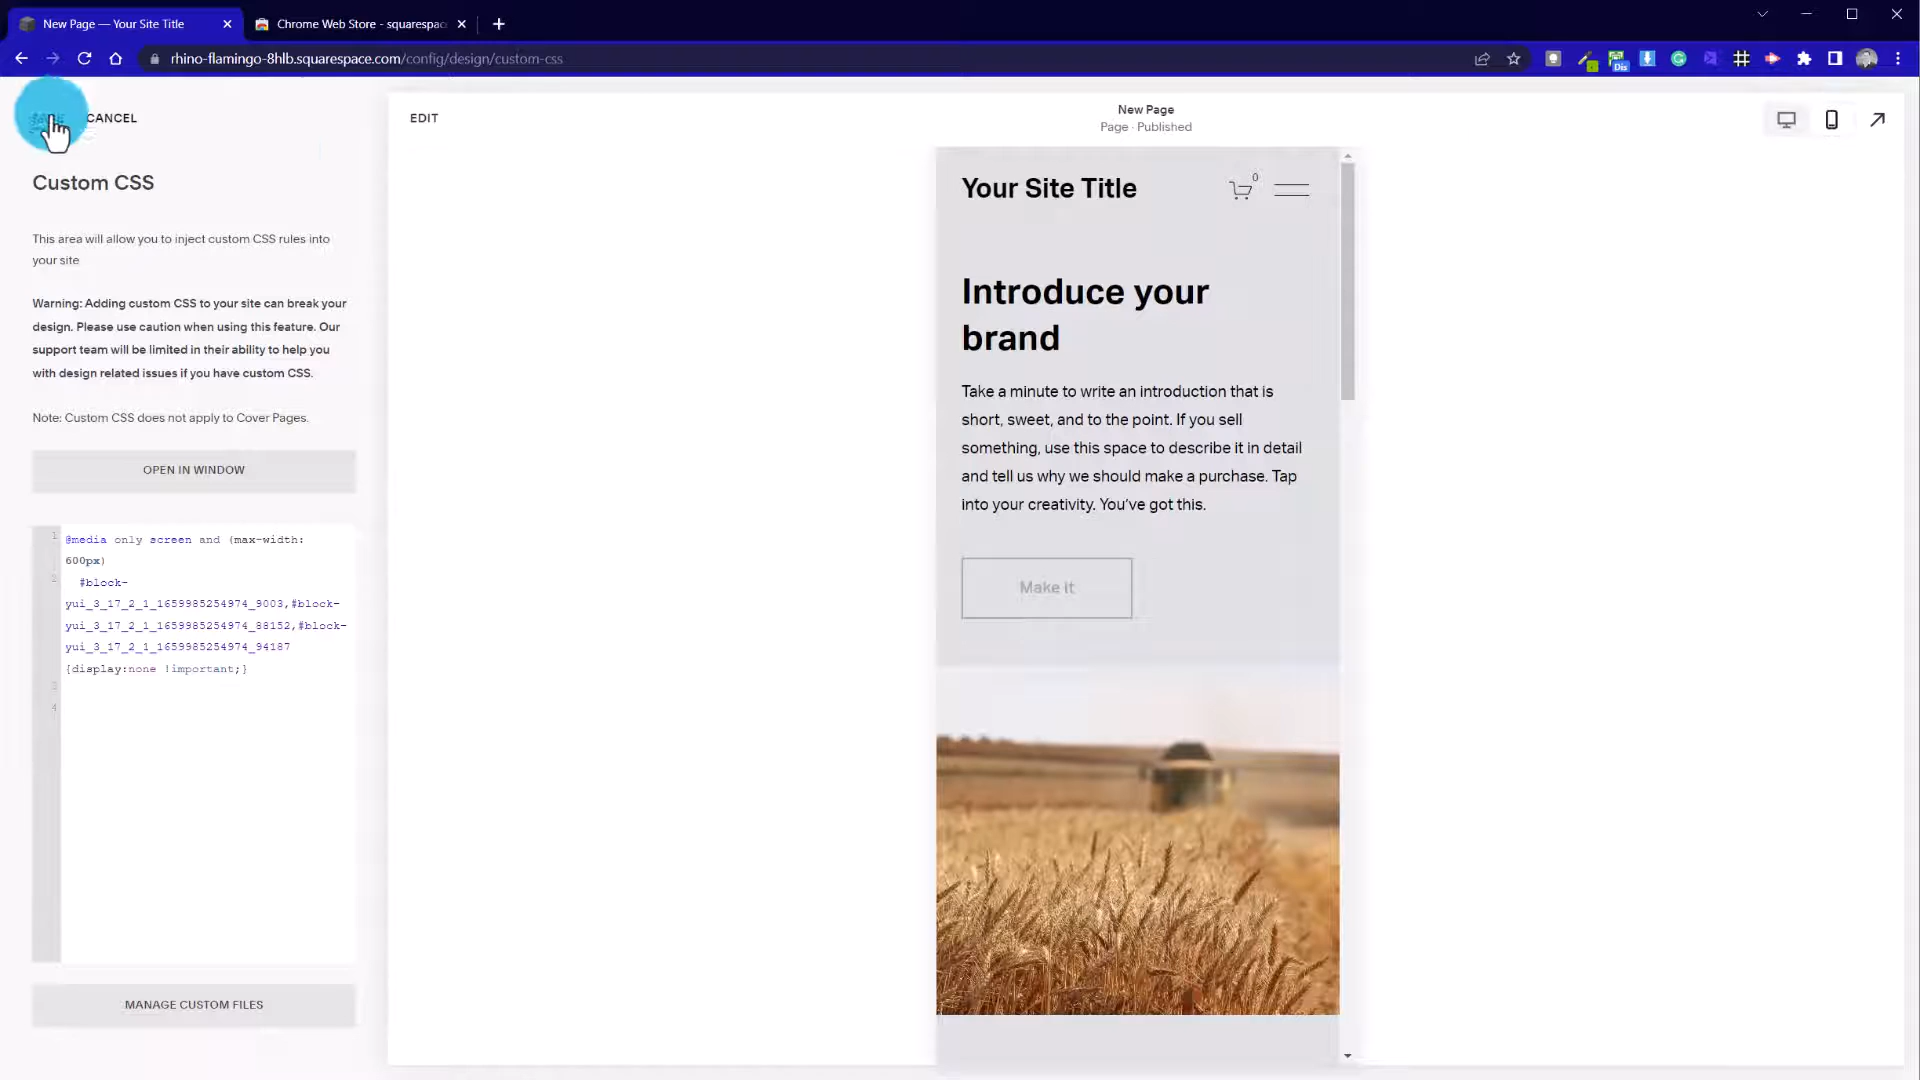 New Page — Your Site Title
Chrome Web Store - squarespac
rhino-flamingo-8hlb.squarespace.com/config/design/custom-css
Dis
CANCEL
EDIT
New Page
Page · Published
Custom CSS
This area will allow you to inject custom CSS rules into
your site
Warning: Adding custom CSS to your site can break your
design. Please use caution when using this feature. Our
support team will be limited in their ability to help you
with design related issues if you have custom CSS.
Note: Custom CSS does not apply to Cover Pages.
OPEN IN WINDOW
1 @media only screen and (max-width:
600px)
2 #block-
yui_3_17_2_1_1659985254974_9003,#block-
yui_3_17_2_1_1659985254974_88152,#block-
yui_3_17_2_1_1659985254974_94187
{display:none !important;}
3
4
MANAGE CUSTOM FILES
Your Site Title
0
Introduce your
brand
Take a minute to write an introduction that is
short, sweet, and to the point. If you sell
something, use this space to describe it in detail
and tell us why we should make a purchase. Tap
into your creativity. You’ve got this.
Make it